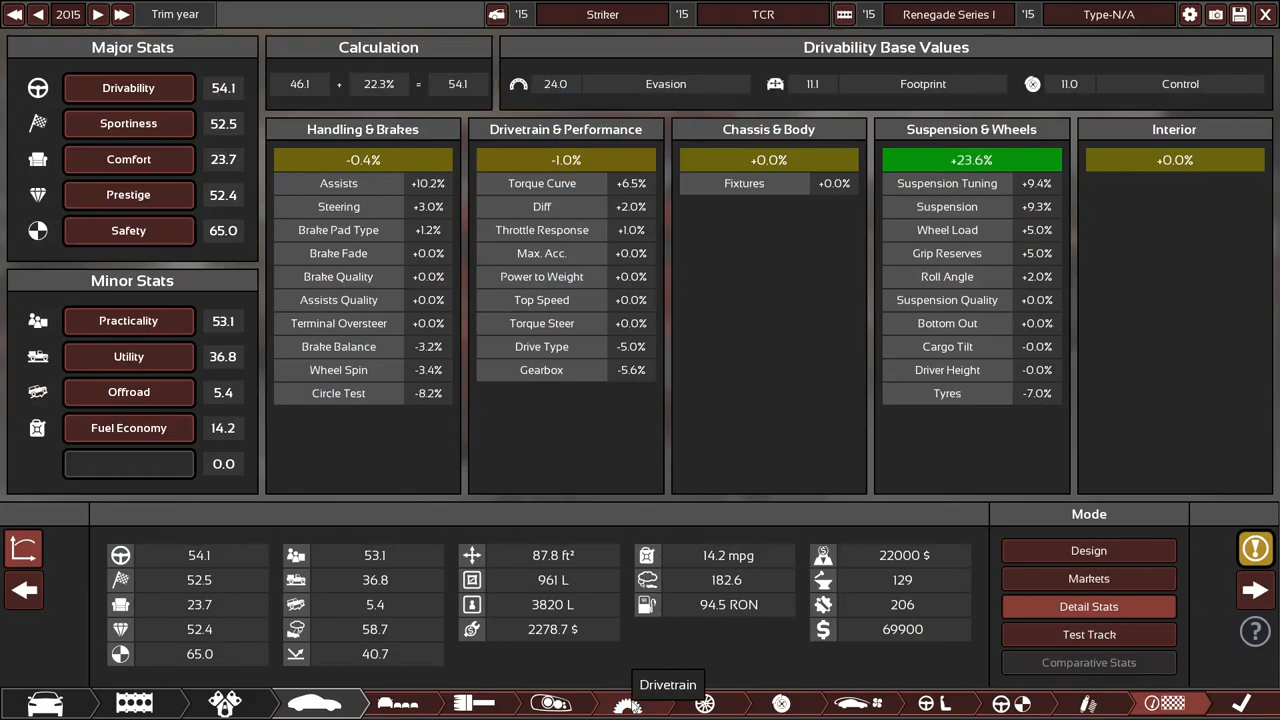 2015 Trim year '15 Striker '15 TCR '15 Renegade Series I '15 Type-N/A
Major Stats
Drivability 54.1
Sportiness 52.5
Comfort 23.7
Prestige 52.4
Safety 65.0
Minor Stats
Practicality 53.1
Utility 36.8
Offroad 5.4
Fuel Economy 14.2
0.0
Calculation
46.1 + 22.3% = 54.1
Drivability Base Values
24.0 Evasion 11.1 Footprint 11.0 Control
Handling & Brakes
-0.4%
Assists +10.2%
Steering +3.0%
Brake Pad Type +1.2%
Brake Fade +0.0%
Brake Quality +0.0%
Assists Quality +0.0%
Terminal Oversteer +0.0%
Brake Balance -3.2%
Wheel Spin -3.4%
Circle Test -8.2%
Drivetrain & Performance
-1.0%
Torque Curve +6.5%
Diff +2.0%
Throttle Response +1.0%
Max. Acc. +0.0%
Power to Weight +0.0%
Top Speed +0.0%
Torque Steer +0.0%
Drive Type -5.0%
Gearbox -5.6%
Chassis & Body
+0.0%
Fixtures +0.0%
Suspension & Wheels
+23.6%
Suspension Tuning +9.4%
Suspension +9.3%
Wheel Load +5.0%
Grip Reserves +5.0%
Roll Angle +2.0%
Suspension Quality +0.0%
Bottom Out +0.0%
Cargo Tilt -0.0%
Driver Height -0.0%
Tyres -7.0%
Interior
+0.0%
54.1 53.1 87.8 ft² 14.2 mpg 22000 $
52.5 36.8 961 L 182.6 129
23.7 5.4 3820 L 94.5 RON 206
52.4 58.7 2278.7 $ 69900
65.0 40.7
Mode
Design
Markets
Detail Stats
Test Track
Comparative Stats
Drivetrain